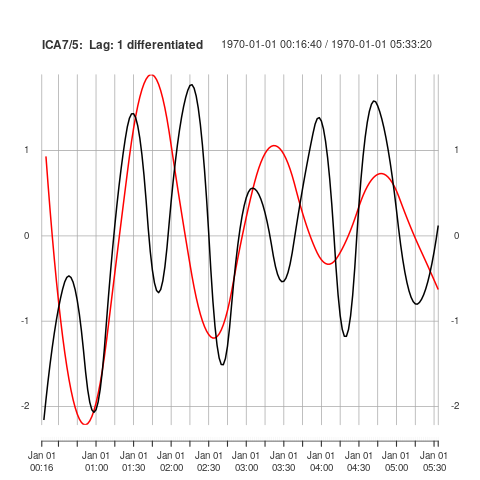 ICA7/5:  Lag: 1 differentiated 1970-01-01 00:16:40 / 1970-01-01 05:33:20
1 1
0 0
-1 -1
-2 -2
Jan 01 Jan 01 Jan 01 Jan 01 Jan 01 Jan 01 Jan 01 Jan 01 Jan 01 Jan 01 Jan 01
00:16 01:00 01:30 02:00 02:30 03:00 03:30 04:00 04:30 05:00 05:30